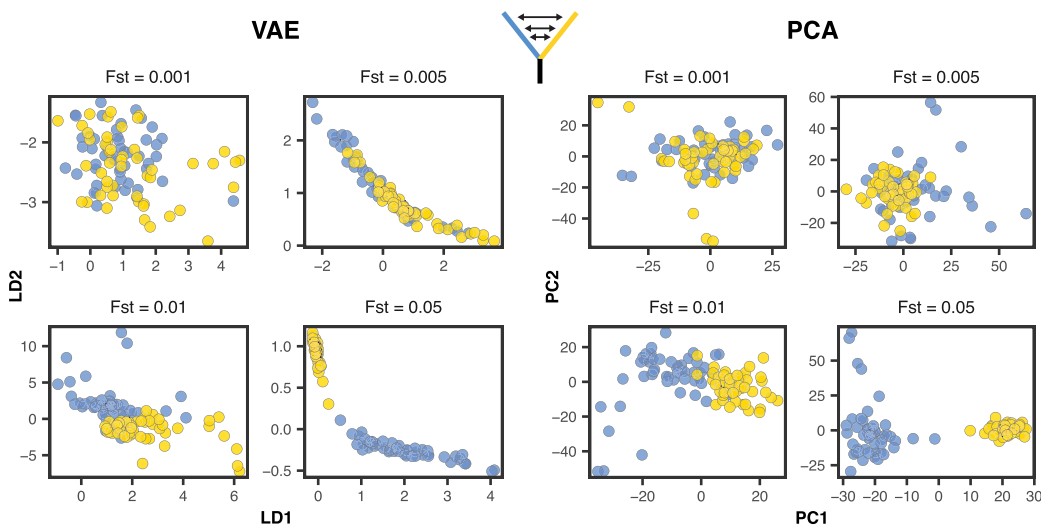 VAE
PCA
Fst = 0.001
Fst = 0.005
Fst = 0.001
Fst = 0.005
−2
−3
−1 0 1 2 3 4
2
1
0
−2 0 2
20
0
−20
−40
−25 0 25
60
40
20
0
−20
−25 0 25 50
LD2
PC2
Fst = 0.01
Fst = 0.05
Fst = 0.01
Fst = 0.05
10
5
0
−5
0 2 4 6
1.0
0.5
0.0
−0.5
0 1 2 3 4
20
0
−20
−40
−20 0 20
50
25
0
−25
−30 −20 −10 0 10 20 30
LD1
PC1